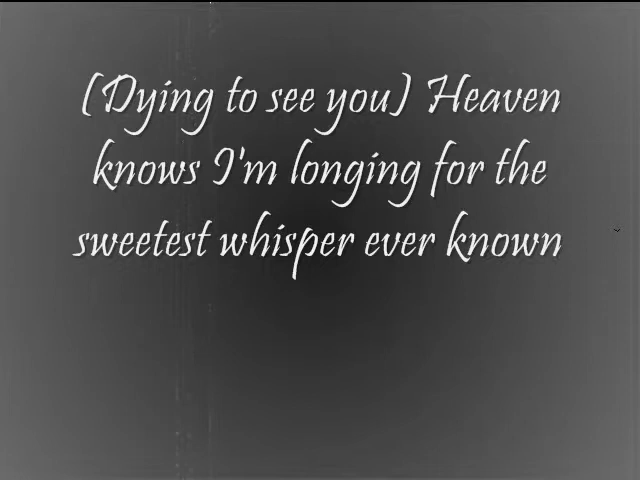 (Dying to see you) Heaven
knows I'm longing for the
sweetest whisper ever known